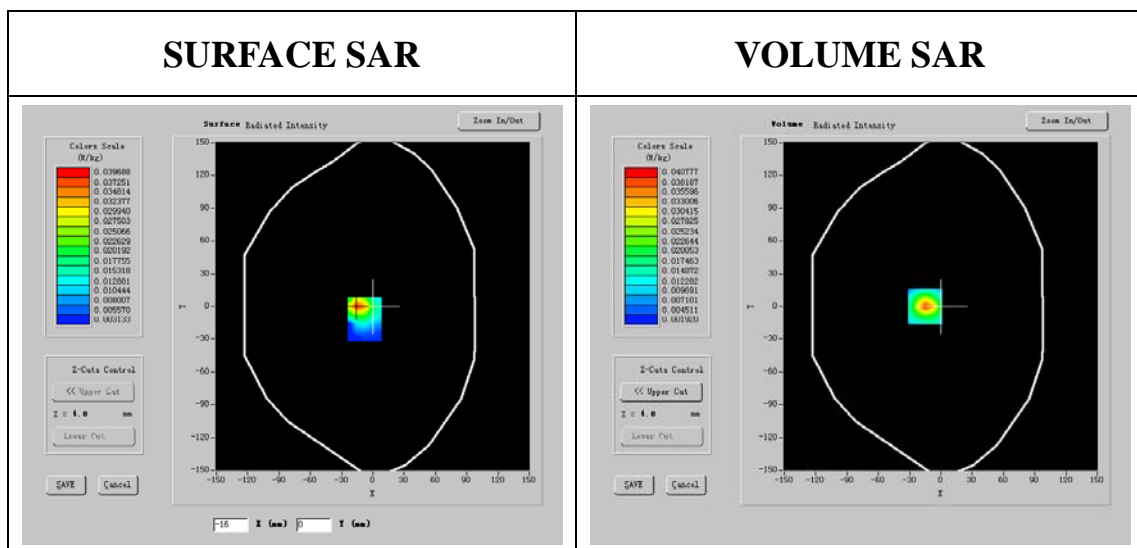 SURFACE SAR
VOLUME SAR
Surface Radiated Intensity
Zoom In/Out
Colors Scale
(W/kg)
0.039688
0.037251
0.034814
0.032377
0.029940
0.027503
0.025066
0.022629
0.020192
0.017755
0.015318
0.012881
0.010444
0.008007
0.005570
0.003133
150
90
60
30
0
-30
-60
-90
-120
-150
Y
-150 -120 -90 -60 -30 0 30 60 90 120 150
X
Z-Cuts Control
<< Upper Cut
Z = 4.0 mm
Lower Cut
SAVE
Cancel
-16 X (mm) 0 Y (mm)
Volume Radiated Intensity
Zoom In/Out
Colors Scale
(W/kg)
0.040777
0.038187
0.035596
0.033006
0.030415
0.027825
0.025234
0.022644
0.020053
0.017463
0.014872
0.012282
0.009691
0.007101
0.004511
0.001920
150
90
60
30
0
-30
-60
-90
-120
-150
Y
-150 -120 -90 -60 -30 0 30 60 90 120 150
X
Z-Cuts Control
<< Upper Cut
Z = 4.0 mm
Lower Cut
SAVE
Cancel